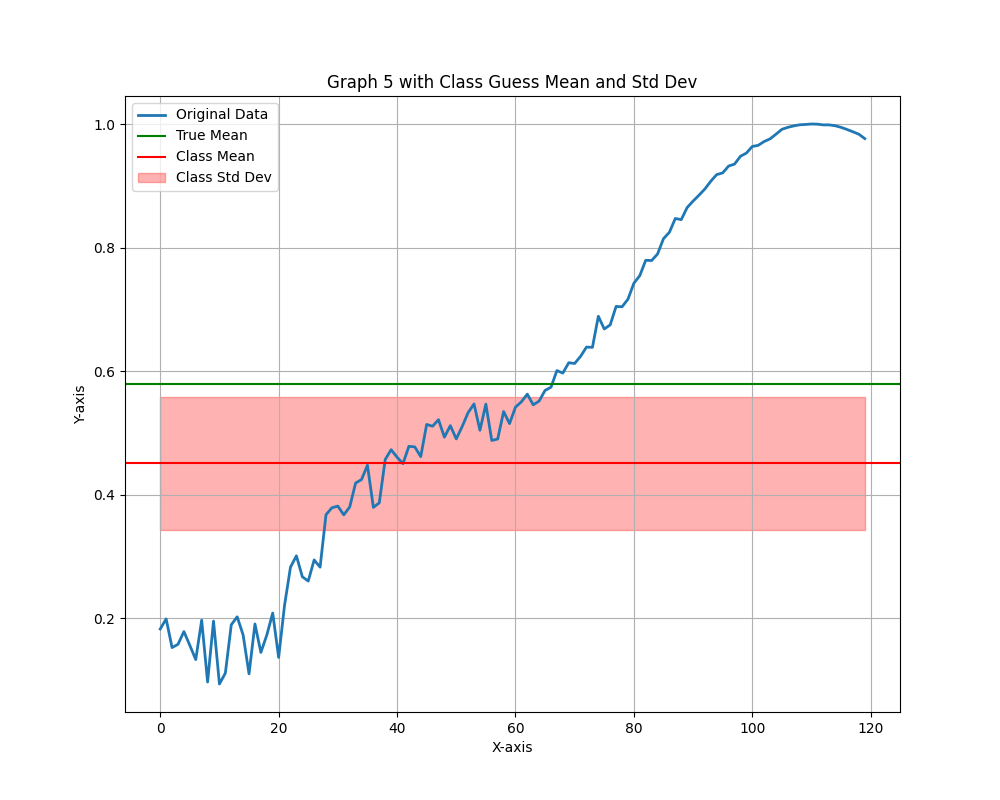 Graph 5 with Class Guess Mean and Std Dev
Original Data
True Mean
Class Mean
Class Std Dev
1.0
0.8
0.6
0.4
0.2
Y-axis
0 20 40 60 80 100 120
X-axis